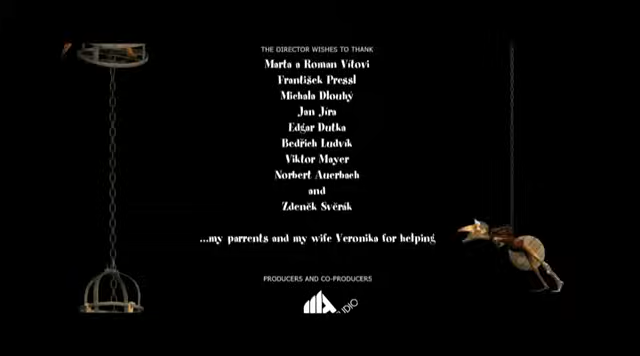 THE DIRECTOR WISHES TO THANK
Marta a Roman Vítovi
František Pressl
Michala Dlouhý
Jan Jíra
Edgar Dutka
Bedřich Ludvík
Viktor Mayer
Norbert Auerbach
and
Zdeněk Svěrák
...my parrents and my wife Veronika for helping
PRODUCERS AND CO-PRODUCERS